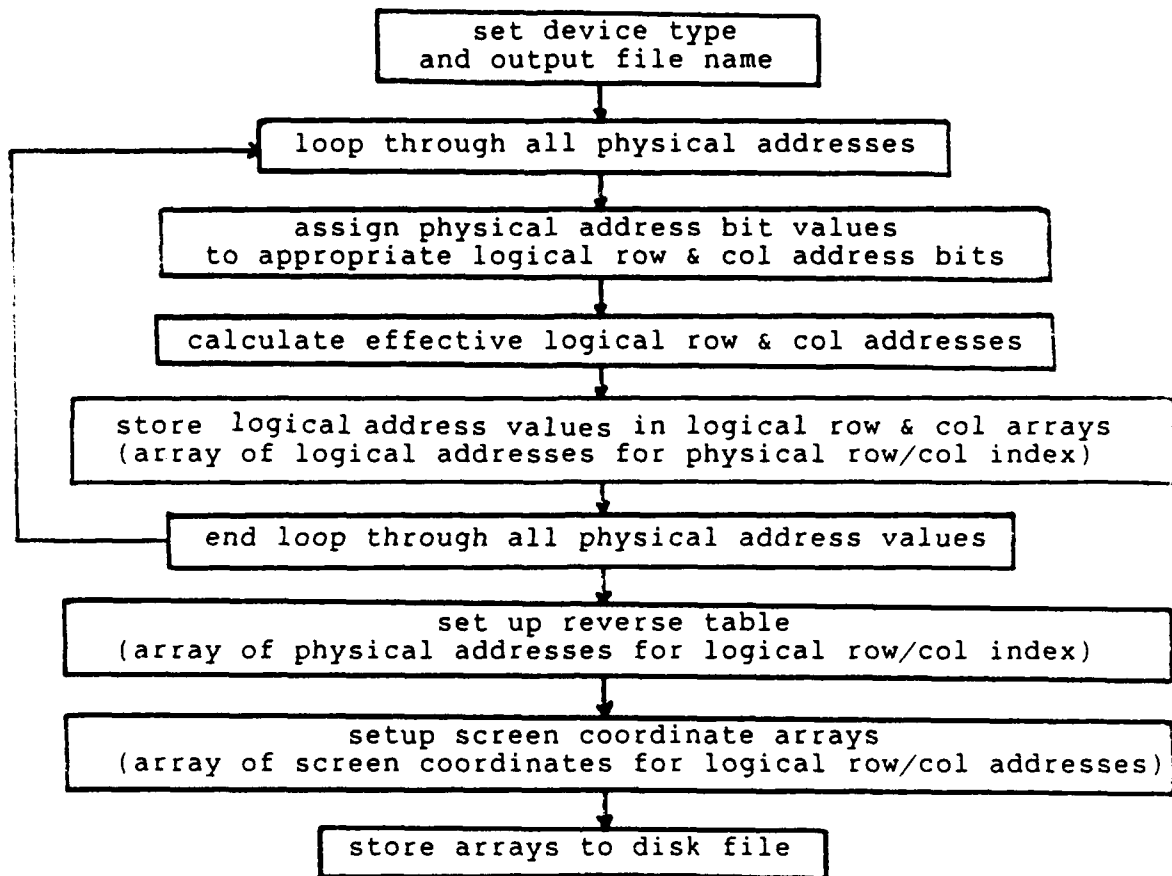 set device type
and output file name
loop through all physical addresses
assign physical address bit values
to appropriate logical row & col address bits
calculate effective logical row & col addresses
store logical address values in logical row & col arrays
(array of logical addresses for physical row/col index)
end loop through all physical address values
set up reverse table
(array of physical addresses for logical row/col index)
setup screen coordinate arrays
(array of screen coordinates for logical row/col addresses)
store arrays to disk file